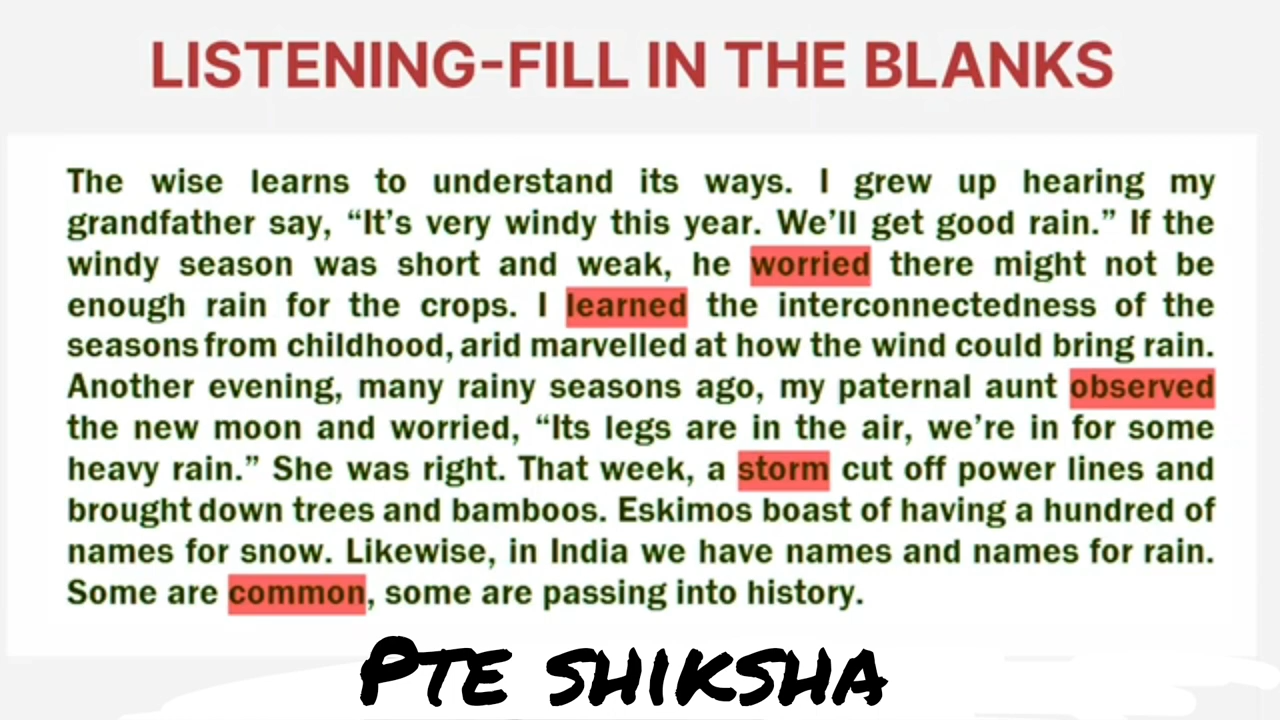 LISTENING-FILL IN THE BLANKS
The wise learns to understand its ways. I grew up hearing my
grandfather say, “It’s very windy this year. We’ll get good rain.” If the
windy season was short and weak, he worried there might not be
enough rain for the crops. I learned the interconnectedness of the
seasons from childhood, arid marvelled at how the wind could bring rain.
Another evening, many rainy seasons ago, my paternal aunt observed
the new moon and worried, “Its legs are in the air, we’re in for some
heavy rain.” She was right. That week, a storm cut off power lines and
brought down trees and bamboos. Eskimos boast of having a hundred of
names for snow. Likewise, in India we have names and names for rain.
Some are common, some are passing into history.
PTE SHIKSHA